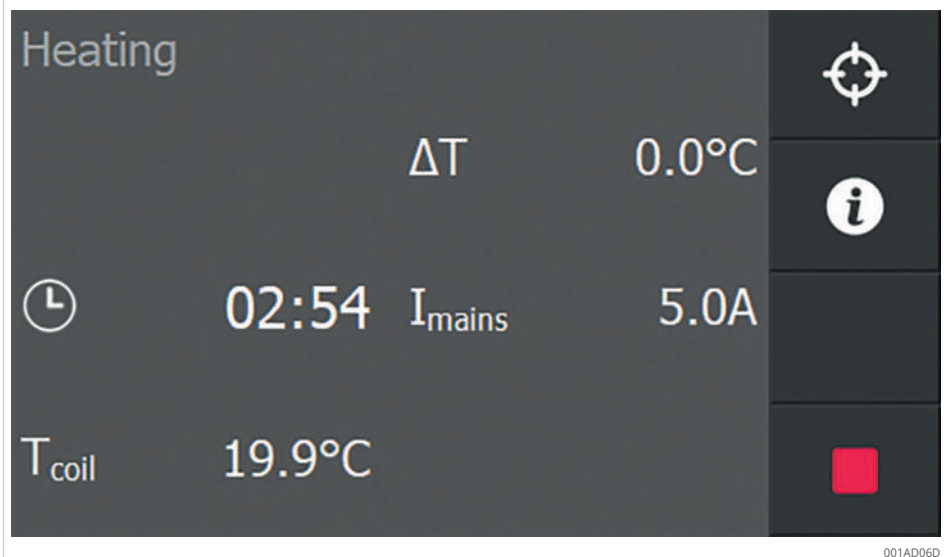 Heating
ΔT 0.0°C
02:54 Imains 5.0A
Tcoil 19.9°C
001AD06D